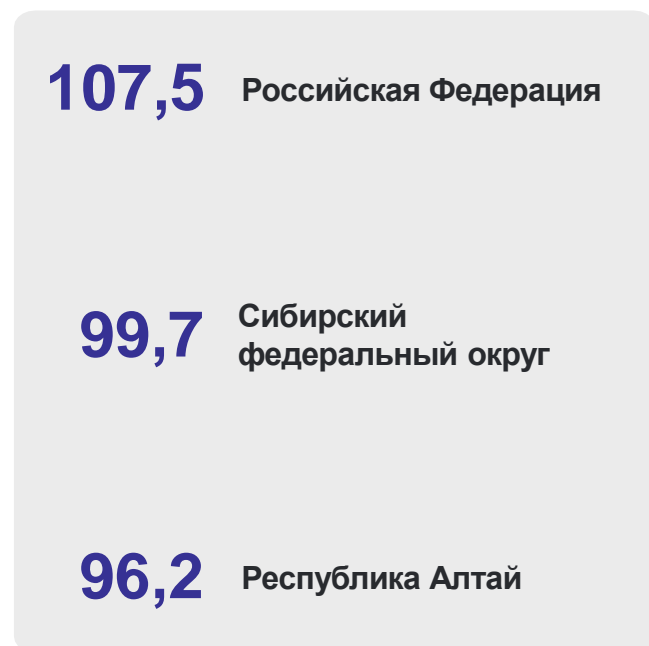 107,5 Российская Федерация
99,7 Сибирский
федеральный округ
96,2 Республика Алтай